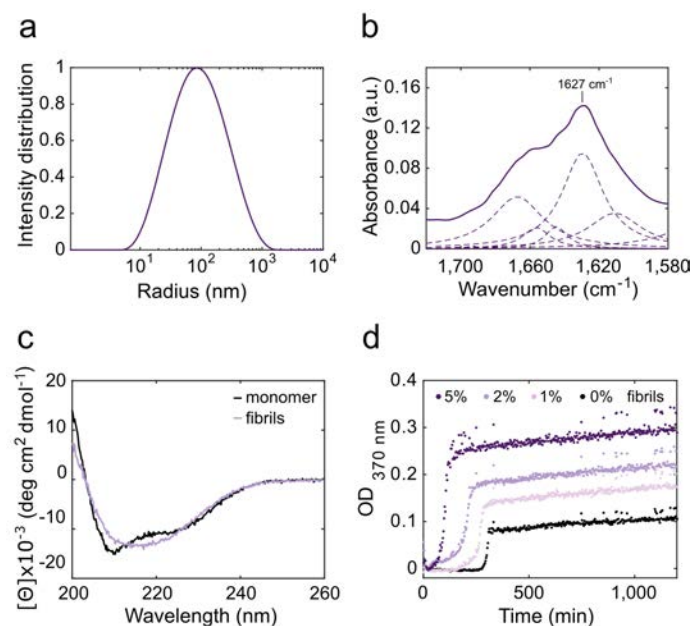 a
Intensity distribution
1
0.8
0.6
0.4
0.2
0
10¹ 10² 10³ 10⁴
Radius (nm)
b
Absorbance (a.u.)
0.16
0.12
0.08
0.04
0
1627 cm⁻¹
1,700 1,660 1,620 1,580
Wavenumber (cm⁻¹)
c
[Θ]x10⁻³ (deg cm² dmol⁻¹)
20
10
0
-10
-20
monomer
fibrils
200 220 240 260
Wavelength (nm)
d
OD 370 nm
0.4
0.3
0.2
0.1
0
5% 2% 1% 0% fibrils
0 500 1,000
Time (min)